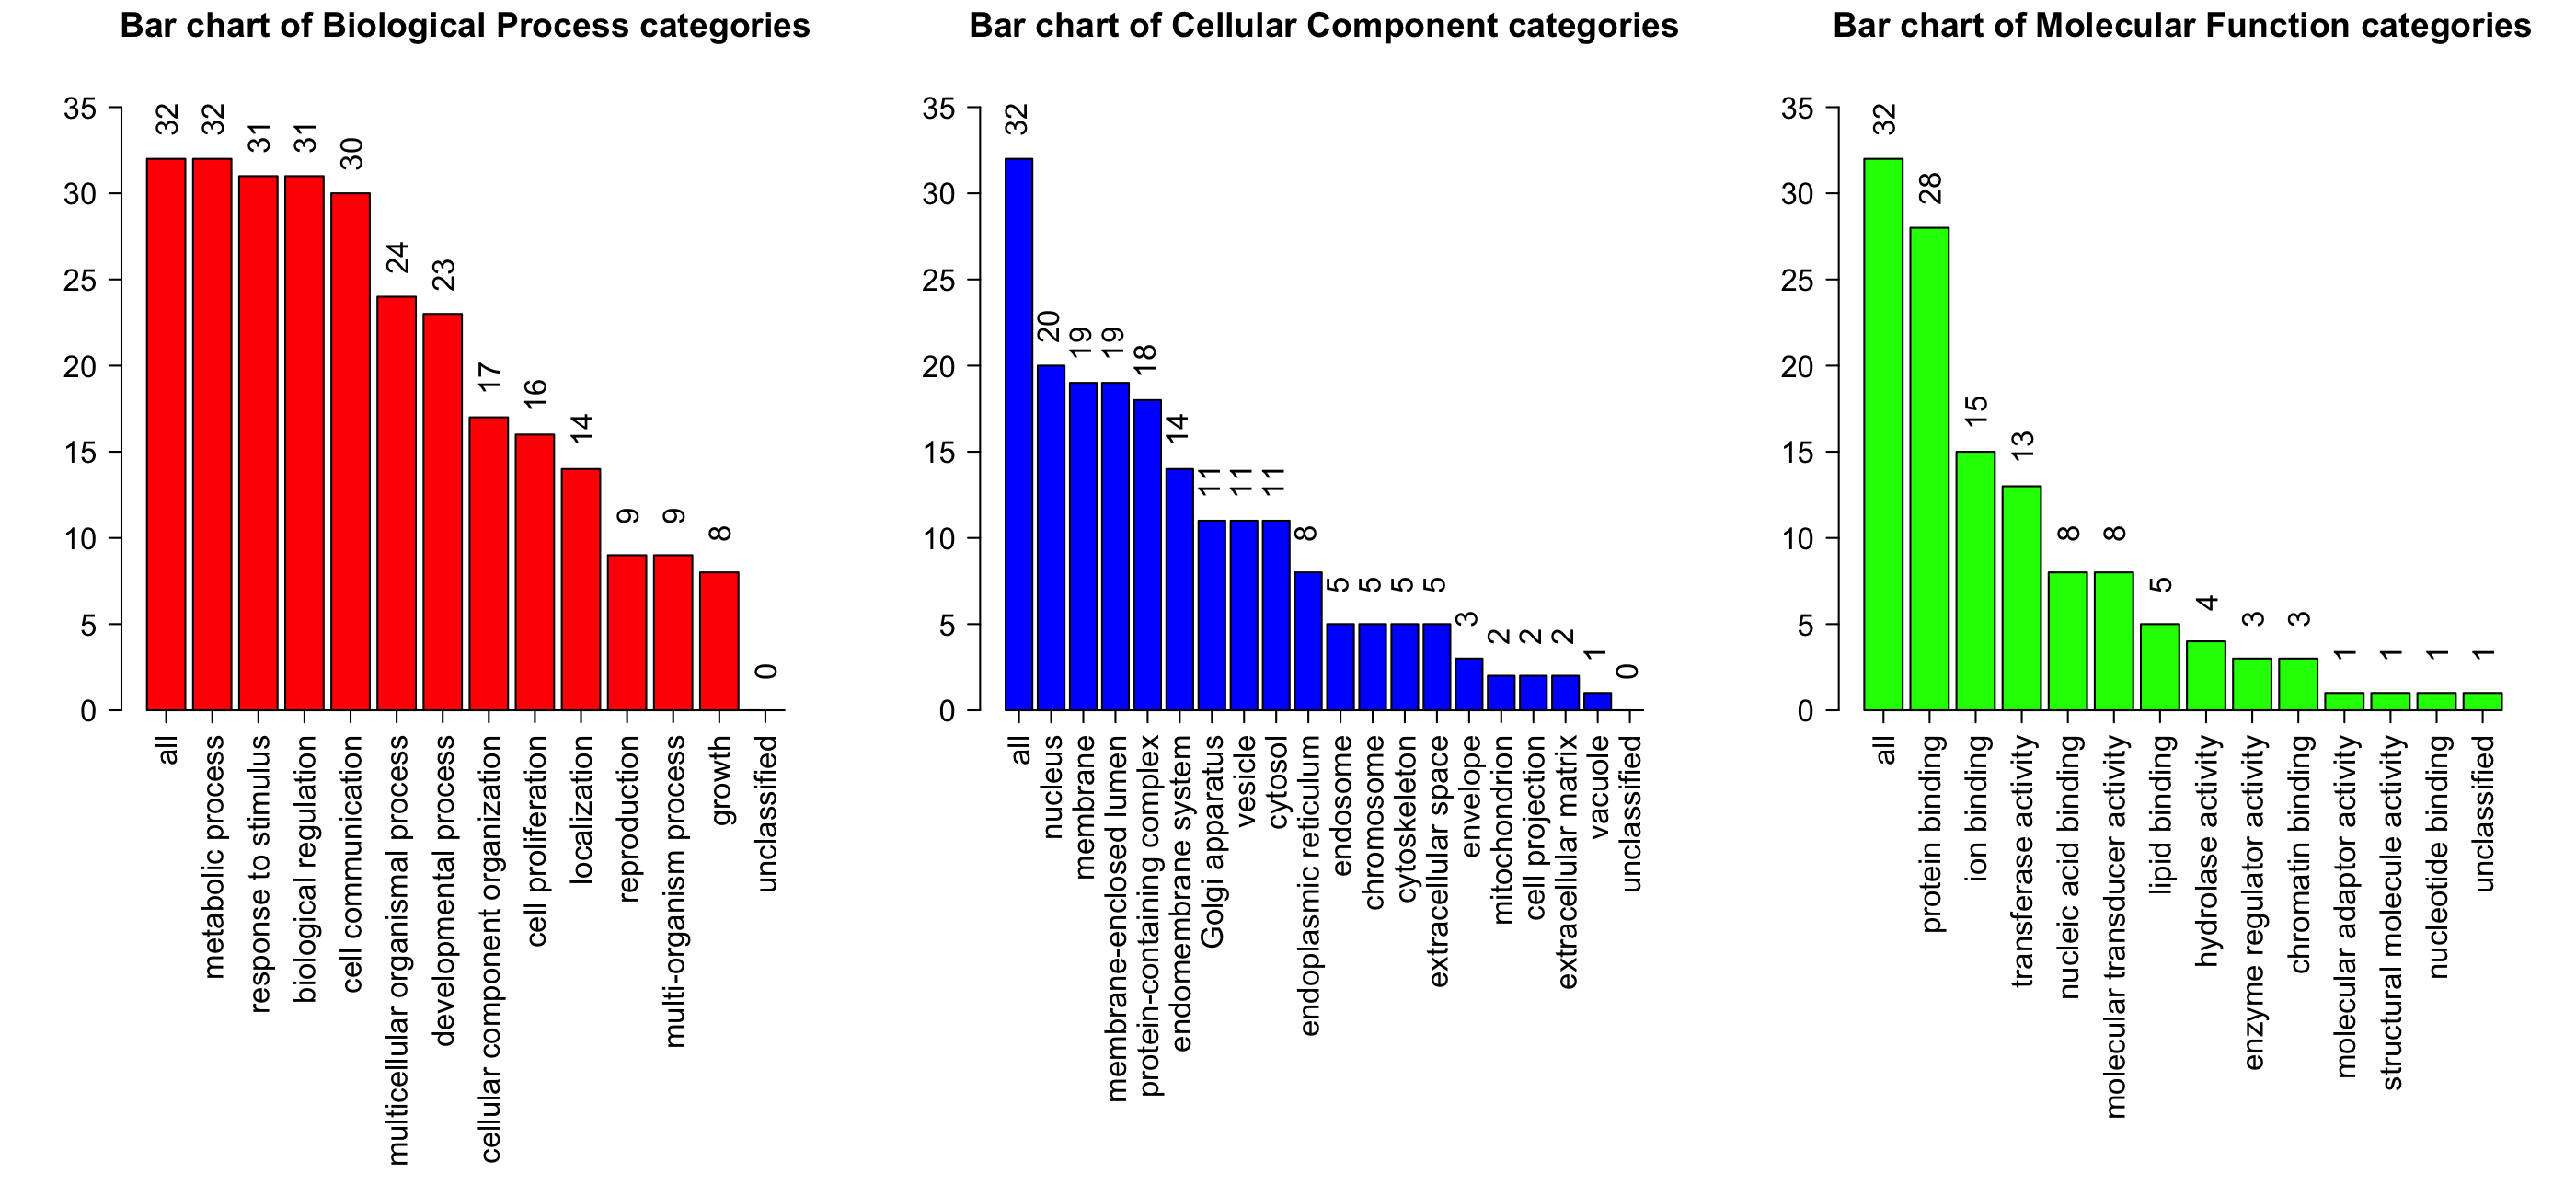 Bar chart of Biological Process categories
35
30
25
20
15
10
5
0
32
32
31
31
30
24
23
17
16
14
9
9
8
0
all
metabolic process
response to stimulus
biological regulation
cell communication
multicellular organismal process
developmental process
cellular component organization
cell proliferation
localization
reproduction
multi-organism process
growth
unclassified
Bar chart of Cellular Component categories
35
30
25
20
15
10
5
0
32
20
19
19
18
14
11
11
11
8
5
5
5
5
3
2
2
2
1
0
all
nucleus
membrane
membrane-enclosed lumen
protein-containing complex
endomembrane system
Golgi apparatus
vesicle
cytosol
endoplasmic reticulum
endosome
chromosome
cytoskeleton
extracellular space
envelope
mitochondrion
cell projection
extracellular matrix
vacuole
unclassified
Bar chart of Molecular Function categories
35
30
25
20
15
10
5
0
32
28
15
13
8
8
5
4
3
3
1
1
1
1
all
protein binding
ion binding
transferase activity
nucleic acid binding
molecular transducer activity
lipid binding
hydrolase activity
enzyme regulator activity
chromatin binding
molecular adaptor activity
structural molecule activity
nucleotide binding
unclassified